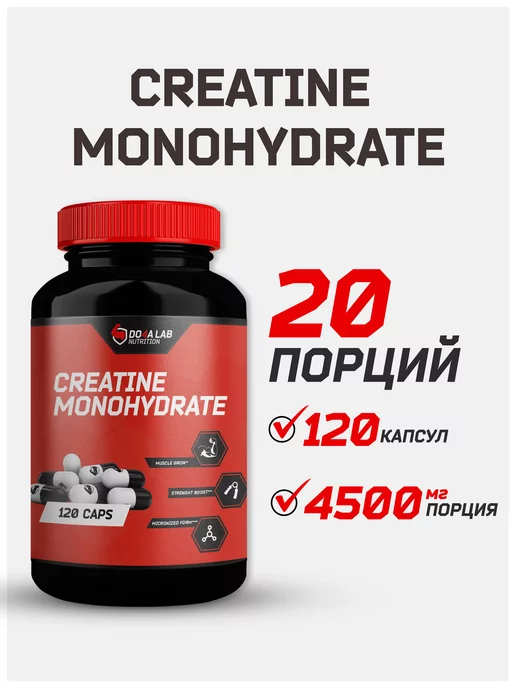 CREATINE
MONOHYDRATE
DO4A LAB
NUTRITION
CREATINE
MONOHYDRATE
MUSCLE GROW**
STRENGHT BOOST**
MICRONIZED FORM***
120 CAPS
20
ПОРЦИЙ
120 КАПСУЛ
4500 МГ ПОРЦИЯ